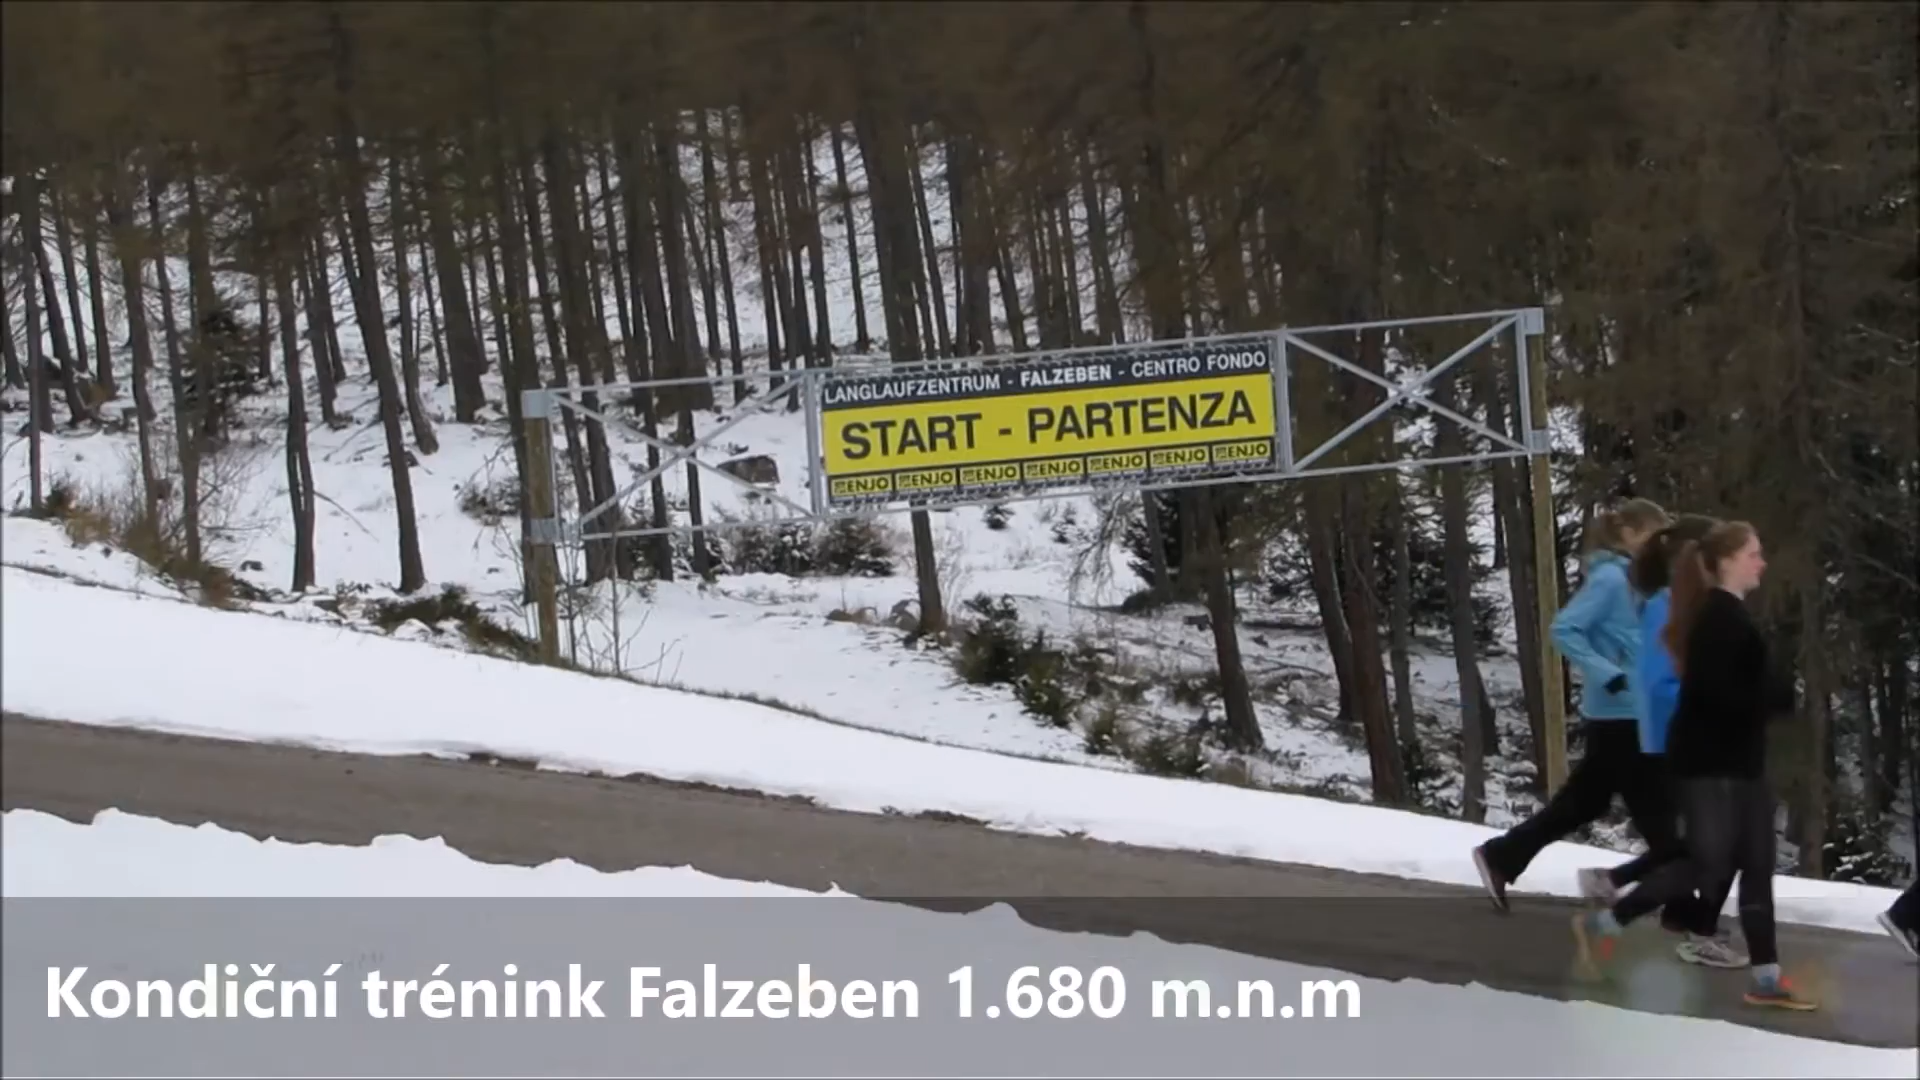 LANGLAUFZENTRUM - FALZEBEN - CENTRO FONDO
START - PARTENZA
ENJO ENJO ENJO ENJO ENJO ENJO ENJO
Kondiční trénink Falzeben 1.680 m.n.m